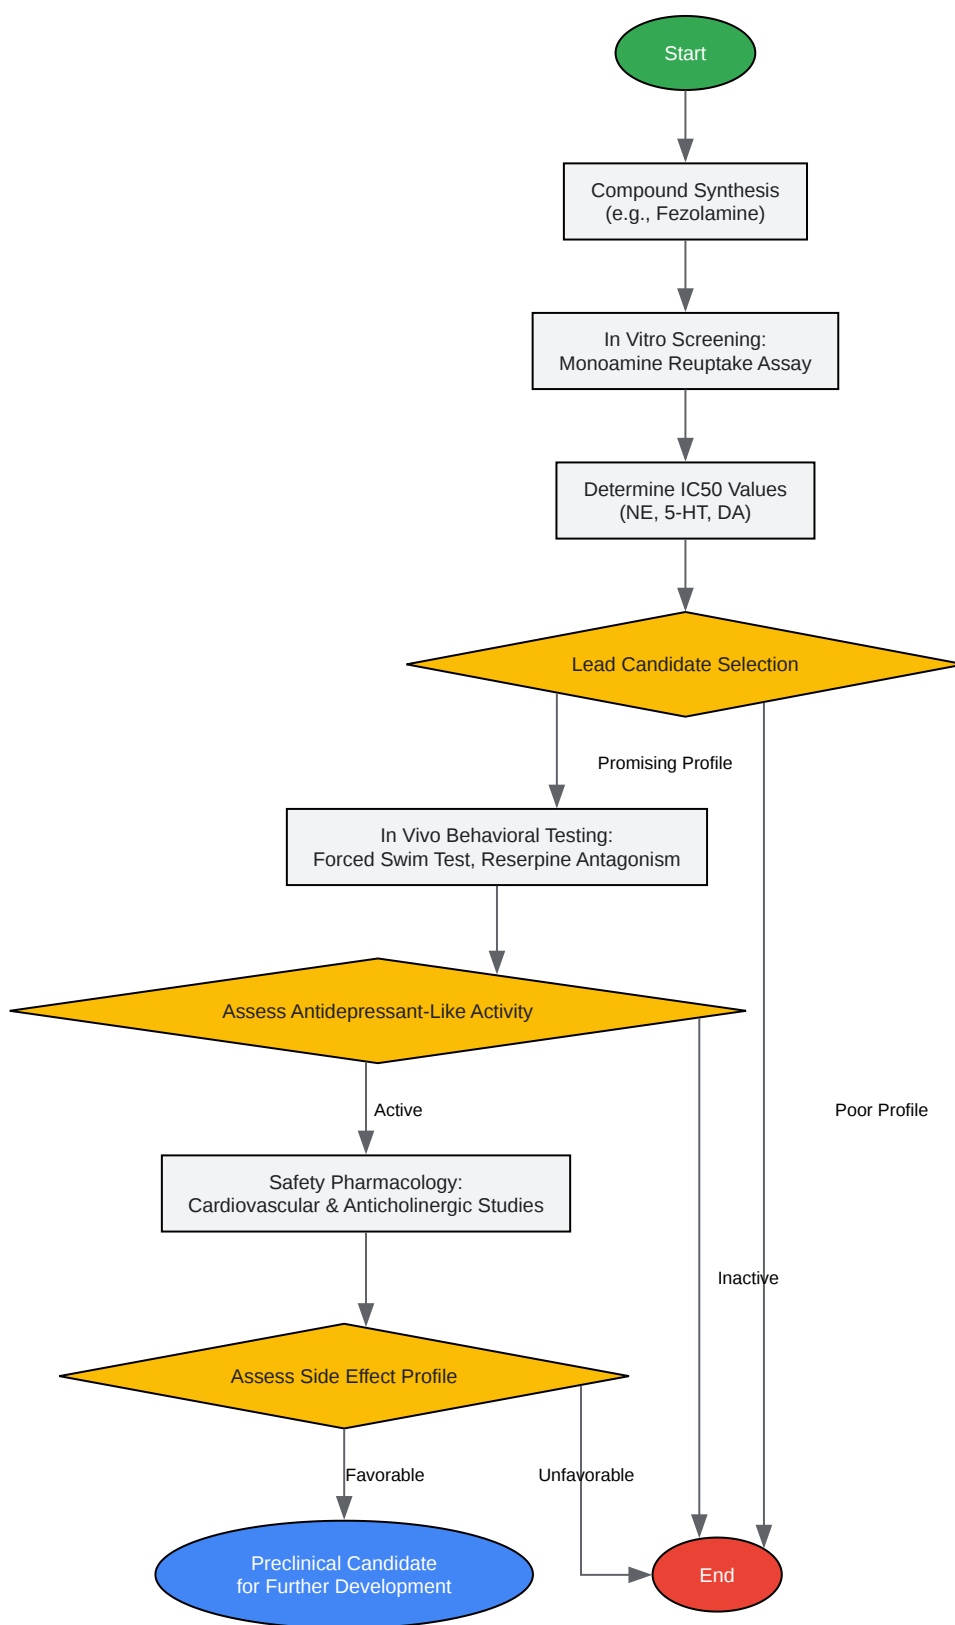 Start
Compound Synthesis
(e.g., Fezolamine)
In Vitro Screening:
Monoamine Reuptake Assay
Determine IC50 Values
(NE, 5-HT, DA)
Lead Candidate Selection
Promising Profile
In Vivo Behavioral Testing:
Forced Swim Test, Reserpine Antagonism
Assess Antidepressant-Like Activity
Active
Poor Profile
Safety Pharmacology:
Cardiovascular & Anticholinergic Studies
Inactive
Assess Side Effect Profile
Favorable
Unfavorable
Preclinical Candidate
for Further Development
End